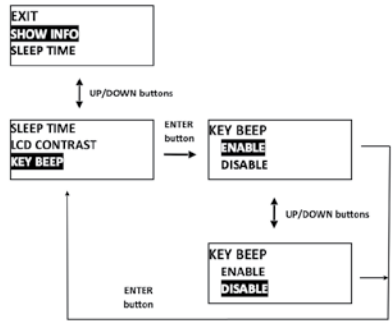 EXIT
SHOW INFO
SLEEP TIME
UP/DOWN buttons
SLEEP TIME
LCD CONTRAST
KEY BEEP
ENTER
button
KEY BEEP
ENABLE
DISABLE
UP/DOWN buttons
KEY BEEP
ENABLE
DISABLE
ENTER
button